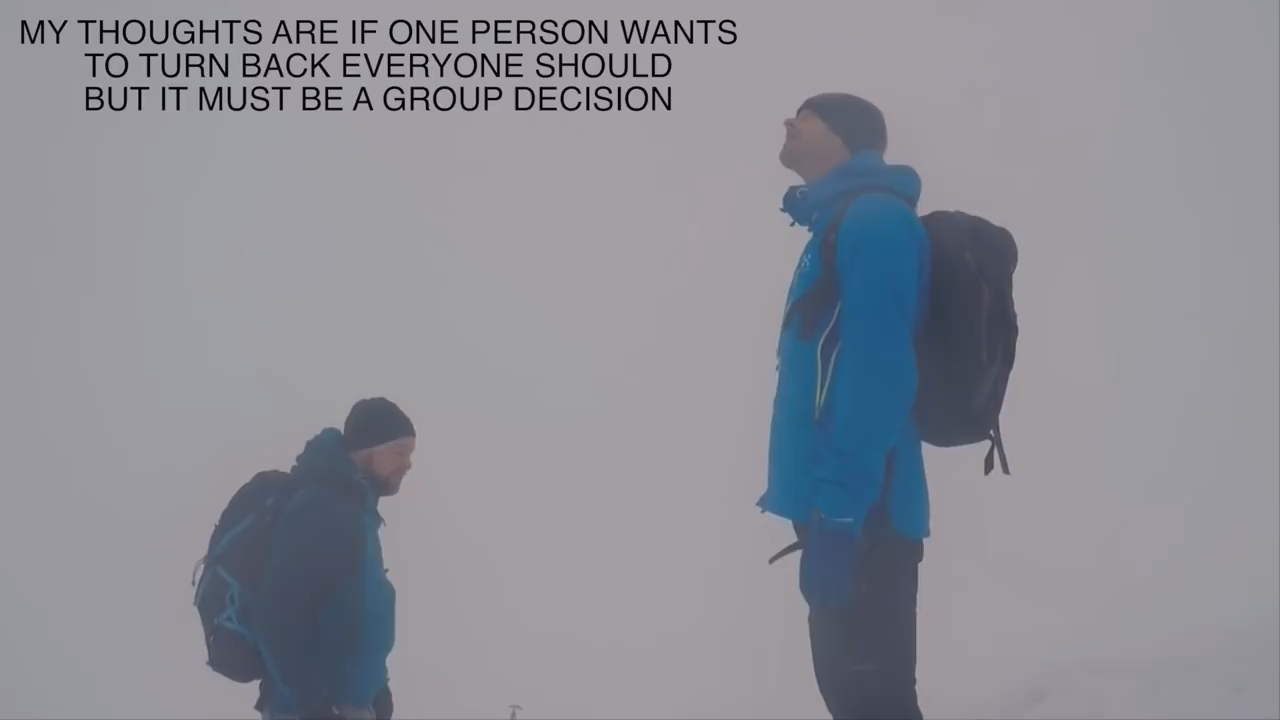 MY THOUGHTS ARE IF ONE PERSON WANTS
TO TURN BACK EVERYONE SHOULD
BUT IT MUST BE A GROUP DECISION